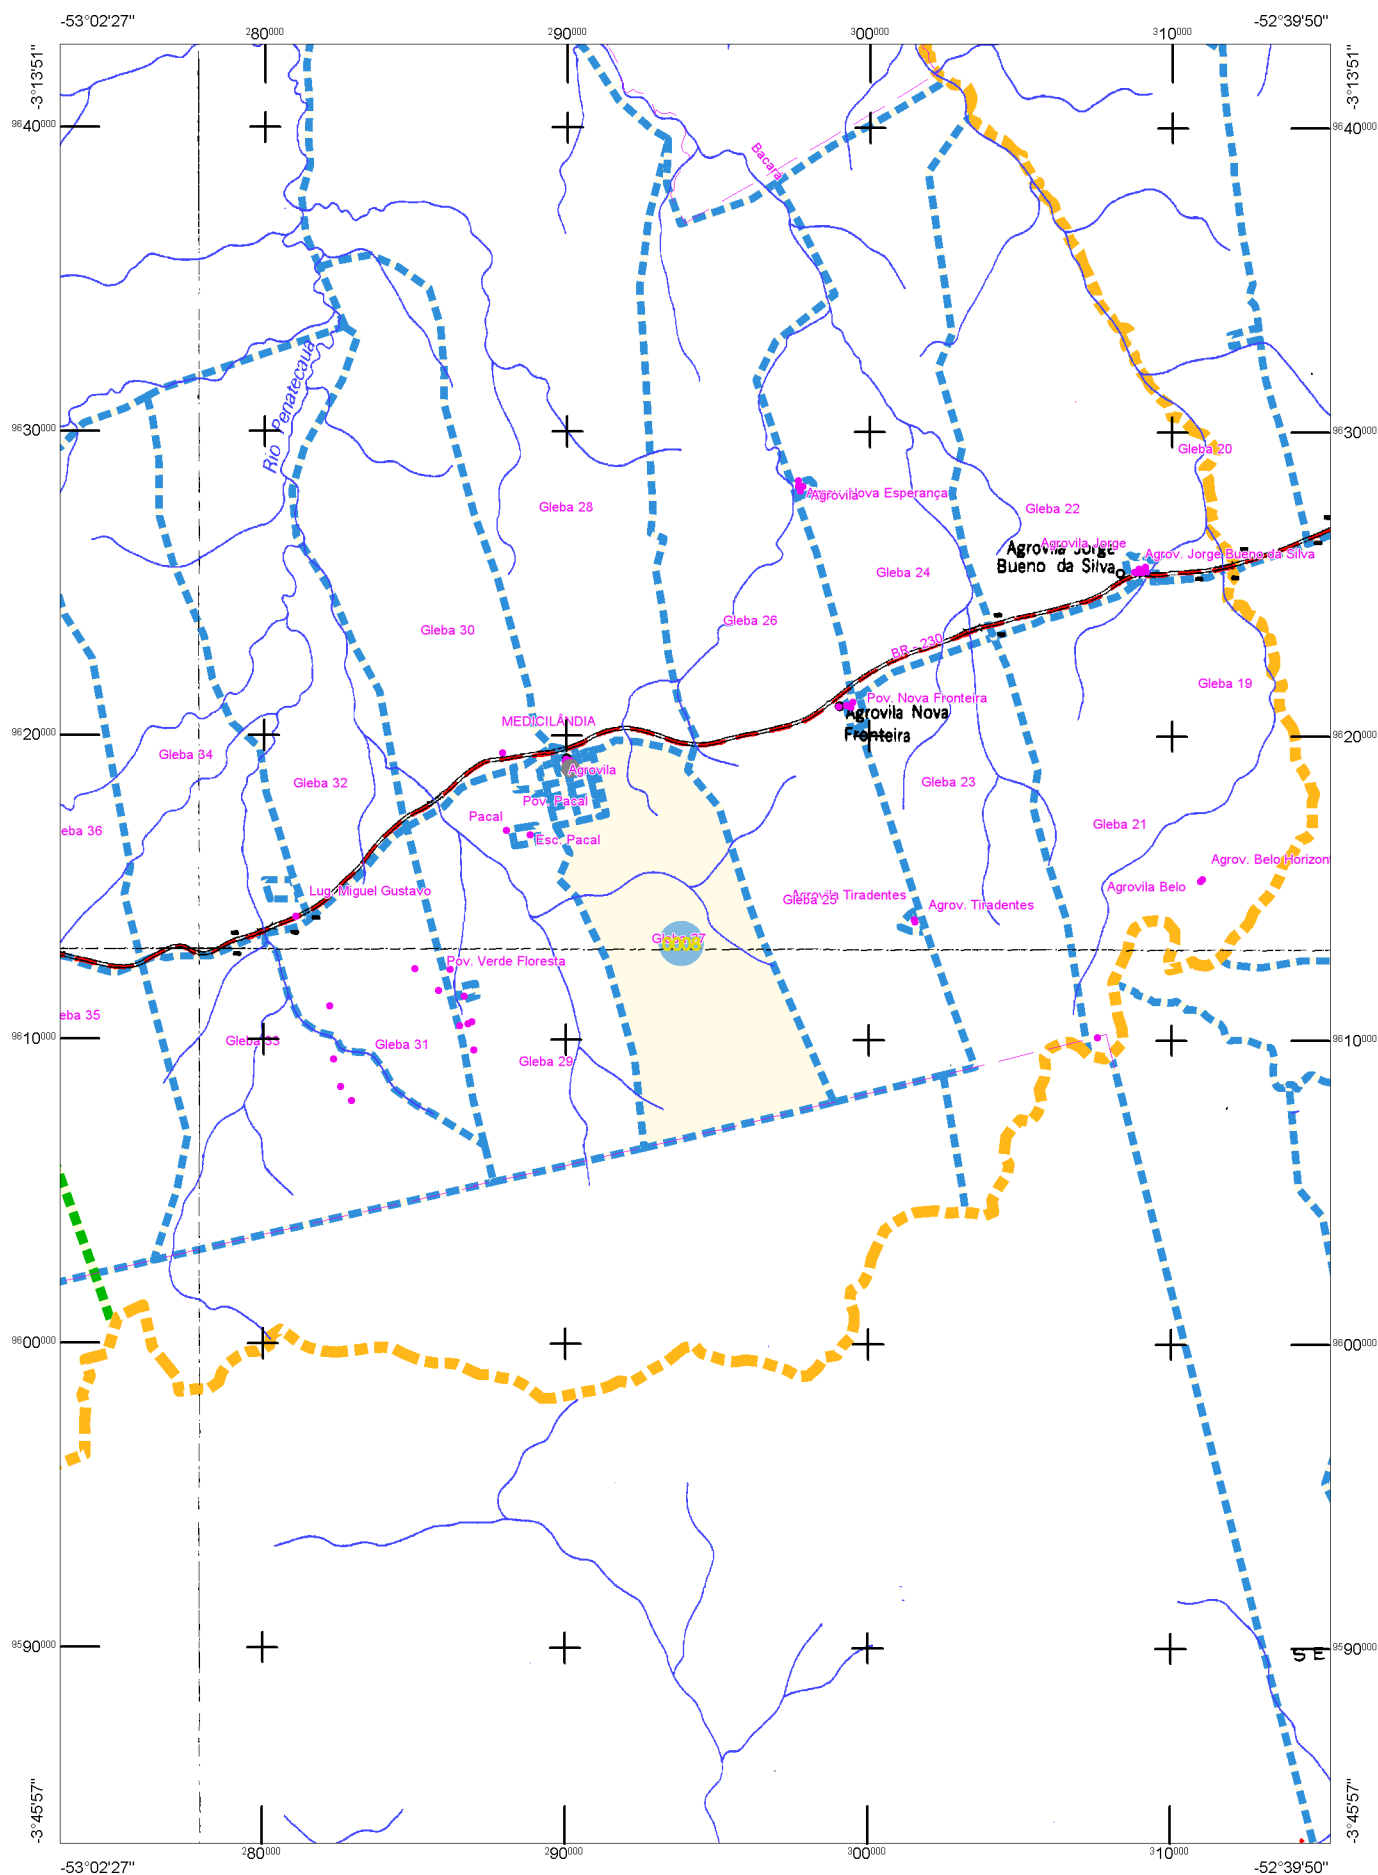 -53°02'27"
-52°39'50"
280000
290000
300000
310000
-3°13'51"
-3°13'51"
9640000
9640000
Bacará
Rio Penatecaua
9630000
9630000
Gleba 20
Agrov. Nova Esperança
Agrovila
Gleba 28
Gleba 22
Agrovila Jorge
Agrovila Jorge
Bueno da Silva
Agrov. Jorge Bueno da Silva
Gleba 24
Gleba 26
Gleba 30
BR - 230
Gleba 19
Pov. Nova Fronteira
Agrovila Nova
Fronteira
MEDICILÂNDIA
9620000
9620000
Gleba 34
Agrovila
Gleba 32
Gleba 23
Pov. Pacal
Pacal
Gleba 21
eba 36
Esc. Pacal
Agrov. Belo Horizon
Agrovila Belo
Lug. Miguel Gustavo
Agrovila Tiradentes
Gleba 25
Agrov. Tiradentes
Gleba 27
0008
Pov. Verde Floresta
eba 35
9610000
9610000
Gleba 33
Gleba 31
Gleba 29
9600000
9600000
9590000
9590000
SE
-3°45'57"
-3°45'57"
280000
290000
300000
310000
-53°02'27"
-52°39'50"